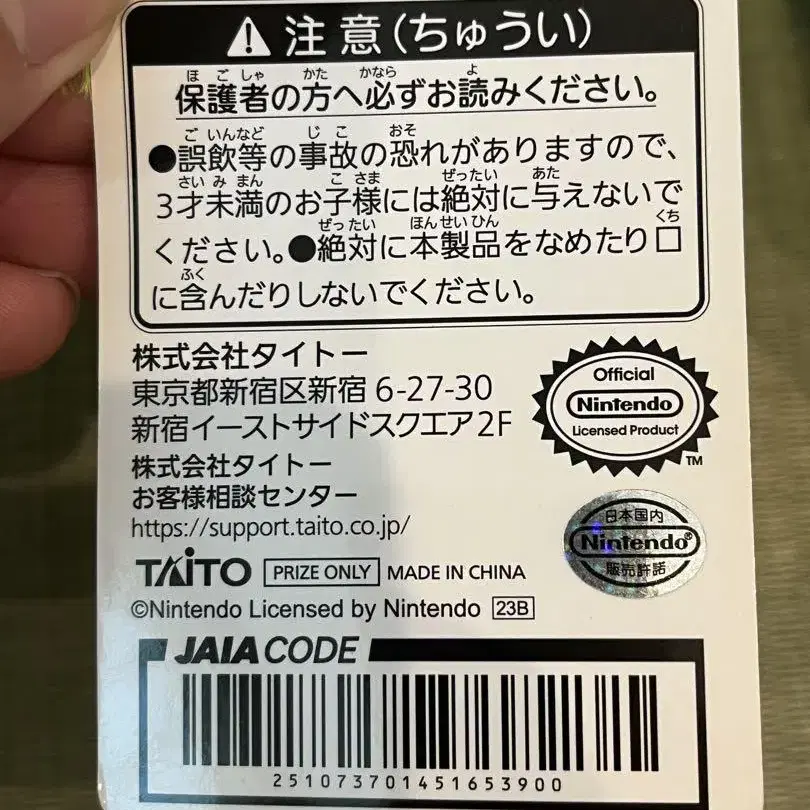 注意(ちゅうい)
保護者の方へ必ずお読みください。
●誤飲等の事故の恐れがありますので、
3才未満のお子様には絶対に与えないで
ください。●絶対に本製品をなめたり口
に含んだりしないでください。
株式会社タイトー
東京都新宿区新宿 6-27-30
新宿イーストサイドスクエア2F
株式会社タイトー
お客様相談センター
https://support.taito.co.jp/
Official
Nintendo
Licensed Product
TM
日本国内
Nintendo®
販売許諾
TAITO PRIZE ONLY MADE IN CHINA
©Nintendo Licensed by Nintendo 23B
JAIA CODE
251073701451653900